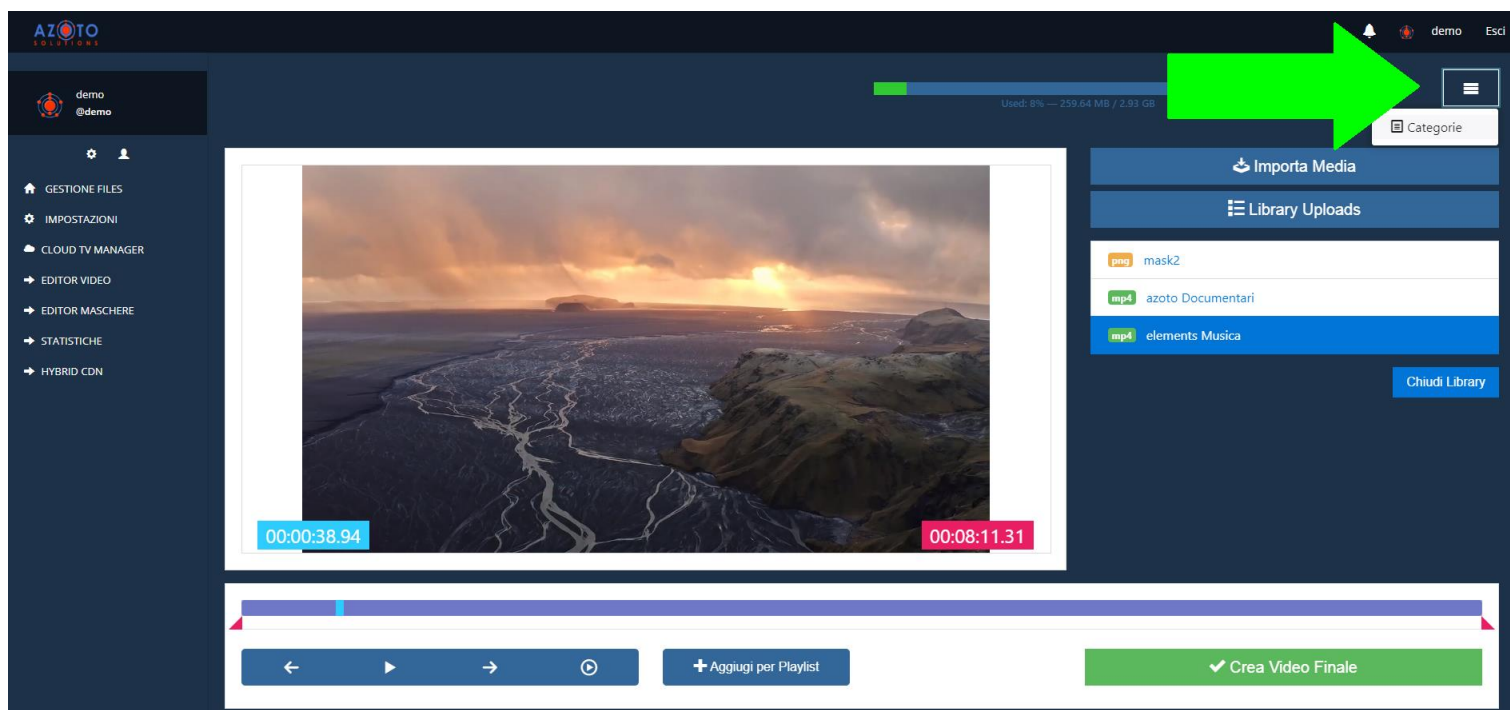 AZOTO
SOLUTIONS
demo
Esci
demo
@demo
Used: 8% — 259.64 MB / 2.93 GB
Categorie
GESTIONE FILES
IMPOSTAZIONI
CLOUD TV MANAGER
EDITOR VIDEO
EDITOR MASCHERE
STATISTICHE
HYBRID CDN
00:00:38.94
00:08:11.31
Importa Media
Library Uploads
png mask2
mp4 azoto Documentari
mp4 elements Musica
Chiudi Library
Aggiugi per Playlist
Crea Video Finale